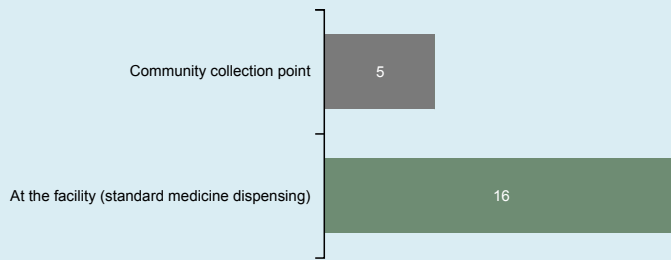 Community collection point
5
At the facility (standard medicine dispensing)
16